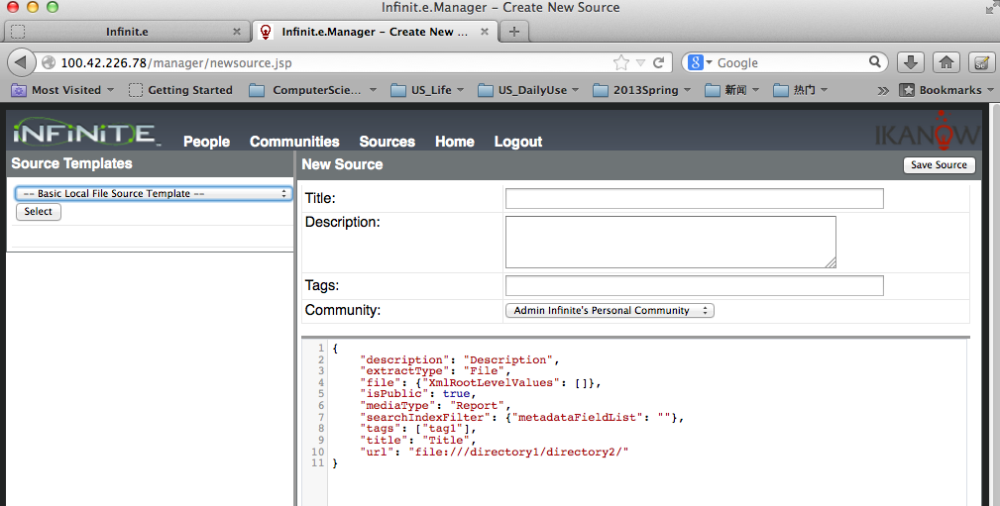 Infinit.e.Manager - Create New Source
Infinit.e
Infinit.e.Manager - Create New ...
100.42.226.78/manager/newsource.jsp
Google
Most Visited
Getting Started
ComputerScie...
US_Life
US_DailyUse
2013Spring
新闻
热门
Bookmarks
iNFiNiT.E
People
Communities
Sources
Home
Logout
IKANOW
Source Templates
New Source
Save Source
-- Basic Local File Source Template --
Select
Title:
Description:
Tags:
Community:
Admin Infinite's Personal Community
1 {
2 "description": "Description",
3 "extractType": "File",
4 "file": {"XmlRootLevelValues": []},
5 "isPublic": true,
6 "mediaType": "Report",
7 "searchIndexFilter": {"metadataFieldList": ""},
8 "tags": ["tag1"],
9 "title": "Title",
10 "url": "file:///directory1/directory2/"
11 }